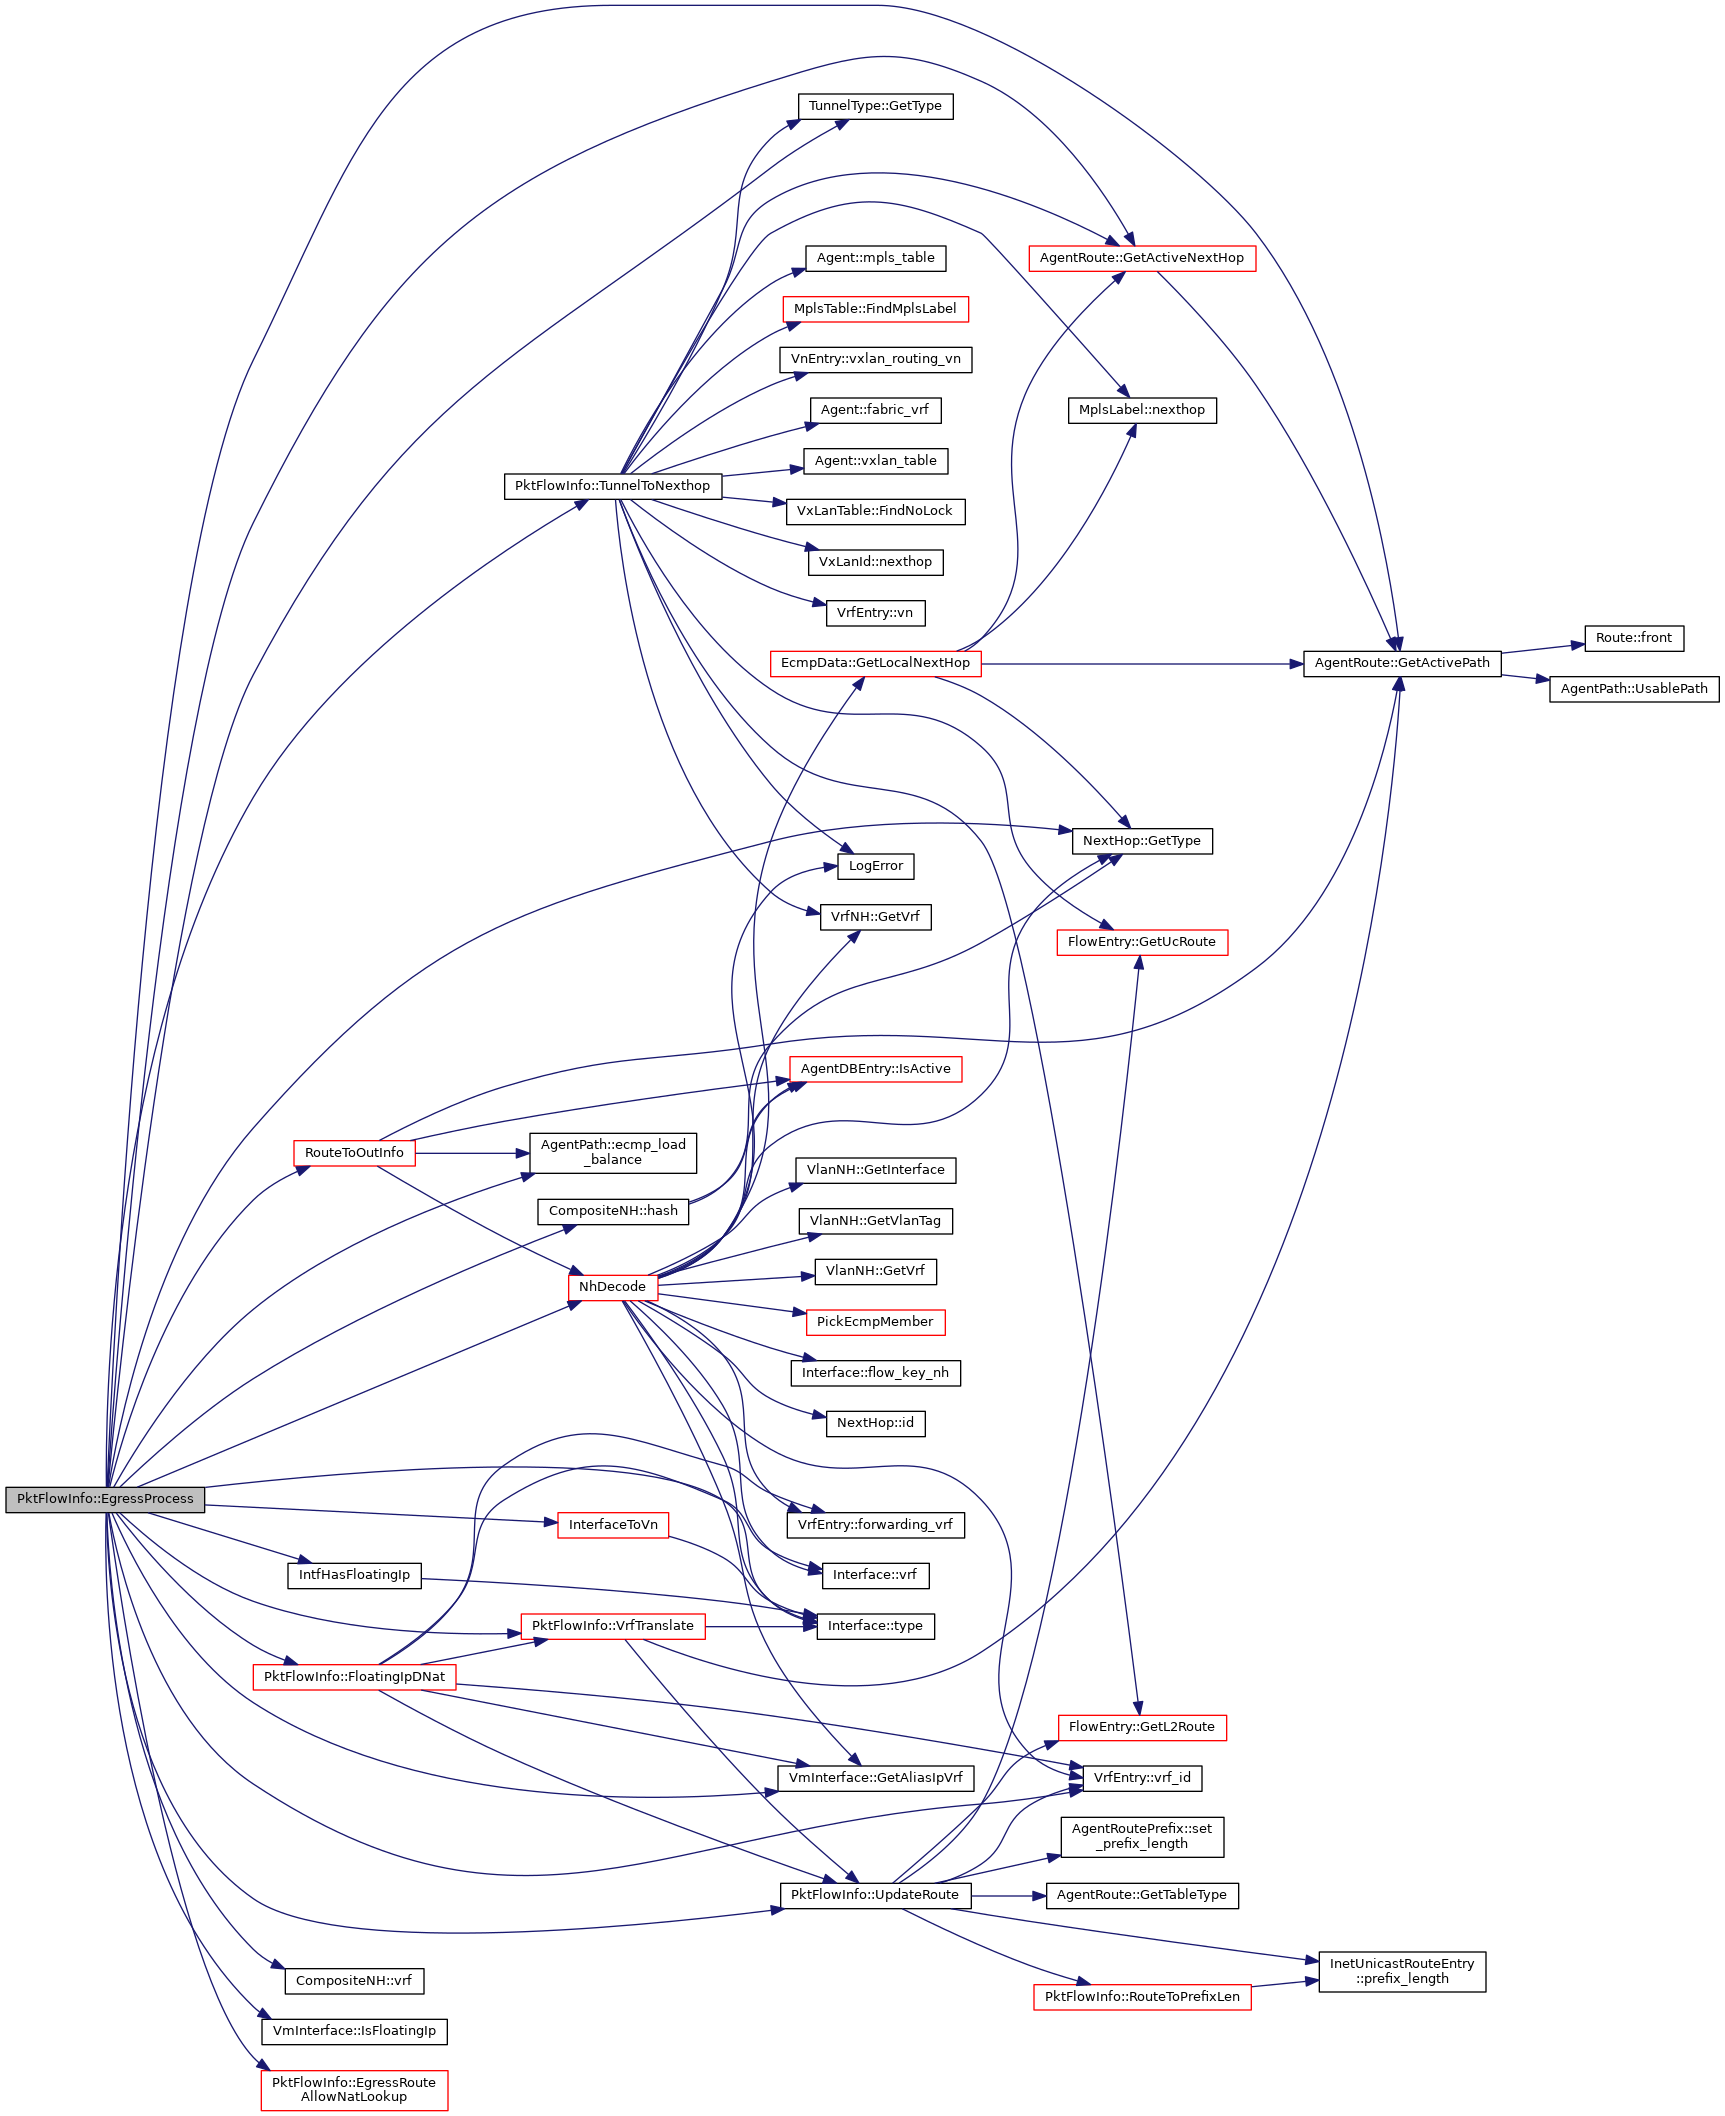 TunnelType::GetType
Agent::mpls_table
AgentRoute::GetActiveNextHop
MplsTable::FindMplsLabel
VnEntry::vxlan_routing_vn
Agent::fabric_vrf
MplsLabel::nexthop
Agent::vxlan_table
PktFlowInfo::TunnelToNexthop
VxLanTable::FindNoLock
VxLanId::nexthop
VrfEntry::vn
Route::front
EcmpData::GetLocalNextHop
AgentRoute::GetActivePath
AgentPath::UsablePath
NextHop::GetType
LogError
VrfNH::GetVrf
FlowEntry::GetUcRoute
AgentDBEntry::IsActive
RouteToOutInfo
AgentPath::ecmp_load
_balance
VlanNH::GetInterface
CompositeNH::hash
VlanNH::GetVlanTag
VlanNH::GetVrf
NhDecode
PickEcmpMember
Interface::flow_key_nh
NextHop::id
PktFlowInfo::EgressProcess
InterfaceToVn
VrfEntry::forwarding_vrf
IntfHasFloatingIp
Interface::vrf
PktFlowInfo::VrfTranslate
Interface::type
PktFlowInfo::FloatingIpDNat
FlowEntry::GetL2Route
VmInterface::GetAliasIpVrf
VrfEntry::vrf_id
AgentRoutePrefix::set
_prefix_length
PktFlowInfo::UpdateRoute
AgentRoute::GetTableType
InetUnicastRouteEntry
::prefix_length
CompositeNH::vrf
PktFlowInfo::RouteToPrefixLen
VmInterface::IsFloatingIp
PktFlowInfo::EgressRoute
AllowNatLookup